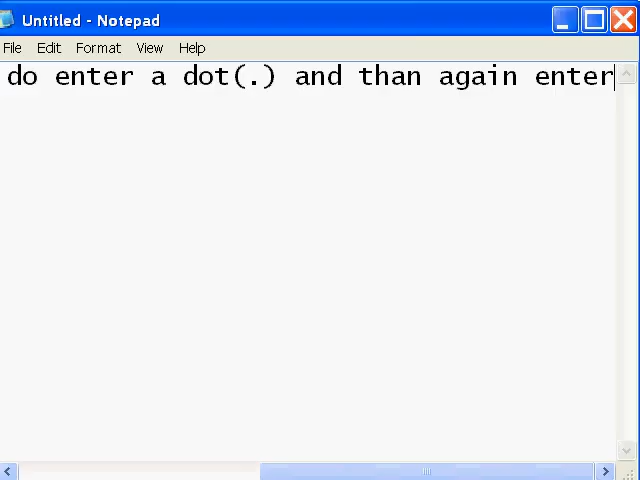 Untitled - Notepad
File Edit Format View Help
do enter a dot(.) and than again enter